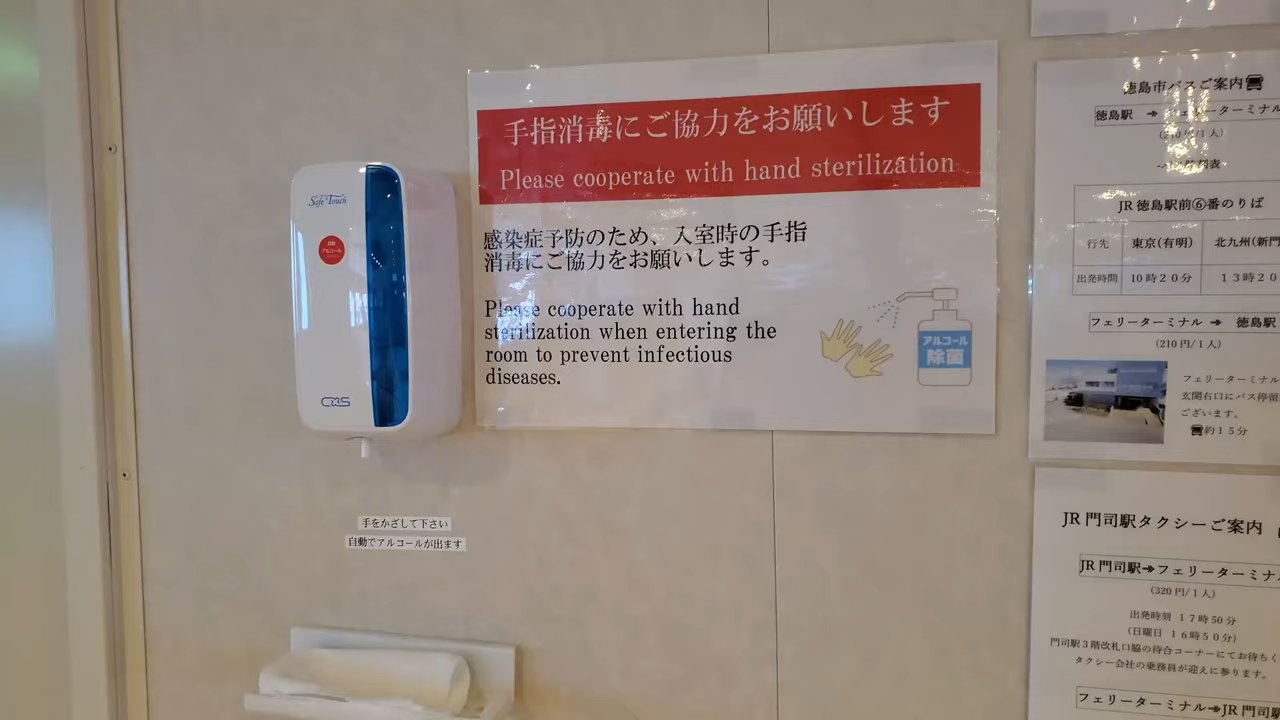 Safe Touch
アルコール
CXS
手指消毒にご協力をお願いします
Please cooperate with hand sterilization
感染症予防のため、入室時の手指
消毒にご協力をお願いします。
Please cooperate with hand
sterilization when entering the
room to prevent infectious
diseases.
アルコール
除菌
手をかざして下さい
自動でアルコールが出ます
徳島市バスご案内
徳島駅 ➔ フェリーターミナル
JR徳島駅前⑥番のりば
行先 東京(有明) 北九州(新門
出発時間 10時20分 13時20
フェリーターミナル ➔ 徳島駅
(210円/1人)
フェリーターミナル
玄関右口にバス停留
ございます。
約15分
JR門司駅タクシーご案内
JR門司駅➔フェリーターミナ
(320円/1人)
出発時刻 17時50分
(日曜日 16時50分)
門司駅3階改札口脇の待合コーナーにてお待ちく
タクシー会社の乗務員が迎えに参ります。
フェリーターミナル➔JR門司